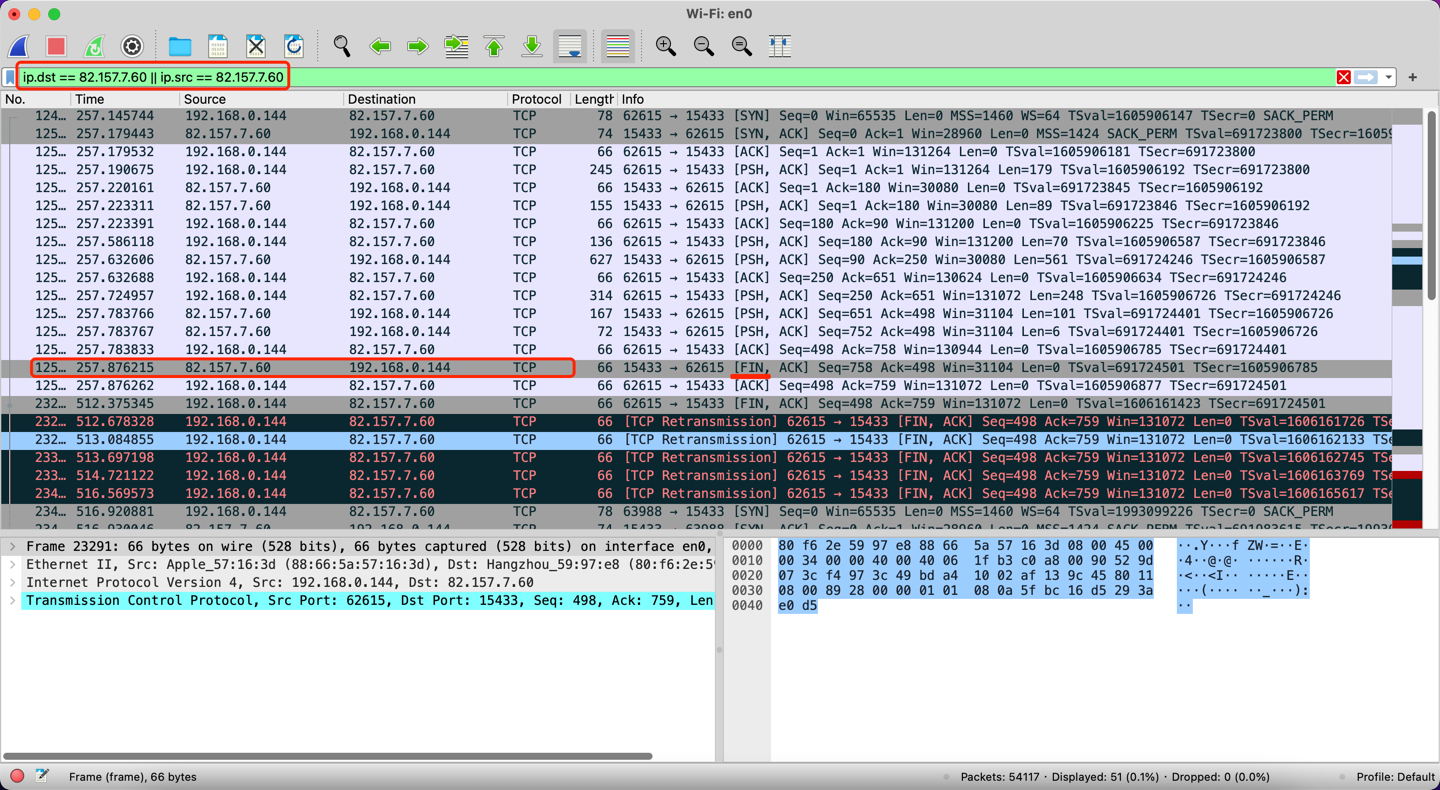 Wi-Fi: en0
ip.dst == 82.157.7.60 || ip.src == 82.157.7.60
No. Time Source Destination Protocol Length Info
124… 257.145744 192.168.0.144 82.157.7.60 TCP 78 62615 → 15433 [SYN] Seq=0 Win=65535 Len=0 MSS=1460 WS=64 TSval=1605906147 TSecr=0 SACK_PERM
125… 257.179443 82.157.7.60 192.168.0.144 TCP 74 15433 → 62615 [SYN, ACK] Seq=0 Ack=1 Win=28960 Len=0 MSS=1424 SACK_PERM TSval=691723800 TSecr=16059
125… 257.179532 192.168.0.144 82.157.7.60 TCP 66 62615 → 15433 [ACK] Seq=1 Ack=1 Win=131264 Len=0 TSval=1605906181 TSecr=691723800
125… 257.190675 192.168.0.144 82.157.7.60 TCP 245 62615 → 15433 [PSH, ACK] Seq=1 Ack=1 Win=131264 Len=179 TSval=1605906192 TSecr=691723800
125… 257.220161 82.157.7.60 192.168.0.144 TCP 66 15433 → 62615 [ACK] Seq=1 Ack=180 Win=30080 Len=0 TSval=691723845 TSecr=1605906192
125… 257.223311 82.157.7.60 192.168.0.144 TCP 155 15433 → 62615 [PSH, ACK] Seq=1 Ack=180 Win=30080 Len=89 TSval=691723846 TSecr=1605906192
125… 257.223391 192.168.0.144 82.157.7.60 TCP 66 62615 → 15433 [ACK] Seq=180 Ack=90 Win=131200 Len=0 TSval=1605906225 TSecr=691723846
125… 257.586118 192.168.0.144 82.157.7.60 TCP 136 62615 → 15433 [PSH, ACK] Seq=180 Ack=90 Win=131200 Len=70 TSval=1605906587 TSecr=691723846
125… 257.632606 82.157.7.60 192.168.0.144 TCP 627 15433 → 62615 [PSH, ACK] Seq=90 Ack=250 Win=30080 Len=561 TSval=691724246 TSecr=1605906587
125… 257.632688 192.168.0.144 82.157.7.60 TCP 66 62615 → 15433 [ACK] Seq=250 Ack=651 Win=130624 Len=0 TSval=1605906634 TSecr=691724246
125… 257.724957 192.168.0.144 82.157.7.60 TCP 314 62615 → 15433 [PSH, ACK] Seq=250 Ack=651 Win=131072 Len=248 TSval=1605906726 TSecr=691724246
125… 257.783766 82.157.7.60 192.168.0.144 TCP 167 15433 → 62615 [PSH, ACK] Seq=651 Ack=498 Win=31104 Len=101 TSval=691724401 TSecr=1605906726
125… 257.783767 82.157.7.60 192.168.0.144 TCP 72 15433 → 62615 [PSH, ACK] Seq=752 Ack=498 Win=31104 Len=6 TSval=691724401 TSecr=1605906726
125… 257.783833 192.168.0.144 82.157.7.60 TCP 66 62615 → 15433 [ACK] Seq=498 Ack=758 Win=130944 Len=0 TSval=1605906785 TSecr=691724401
125… 257.876215 82.157.7.60 192.168.0.144 TCP 66 15433 → 62615 [FIN, ACK] Seq=758 Ack=498 Win=31104 Len=0 TSval=691724501 TSecr=1605906785
125… 257.876262 192.168.0.144 82.157.7.60 TCP 66 62615 → 15433 [ACK] Seq=498 Ack=759 Win=131072 Len=0 TSval=1605906877 TSecr=691724501
232… 512.375345 192.168.0.144 82.157.7.60 TCP 66 62615 → 15433 [FIN, ACK] Seq=498 Ack=759 Win=131072 Len=0 TSval=1606161423 TSecr=691724501
232… 512.678328 192.168.0.144 82.157.7.60 TCP 66 [TCP Retransmission] 62615 → 15433 [FIN, ACK] Seq=498 Ack=759 Win=131072 Len=0 TSval=1606161726 TSe
232… 513.084855 192.168.0.144 82.157.7.60 TCP 66 [TCP Retransmission] 62615 → 15433 [FIN, ACK] Seq=498 Ack=759 Win=131072 Len=0 TSval=1606162133 TSe
233… 513.697198 192.168.0.144 82.157.7.60 TCP 66 [TCP Retransmission] 62615 → 15433 [FIN, ACK] Seq=498 Ack=759 Win=131072 Len=0 TSval=1606162745 TSe
233… 514.721122 192.168.0.144 82.157.7.60 TCP 66 [TCP Retransmission] 62615 → 15433 [FIN, ACK] Seq=498 Ack=759 Win=131072 Len=0 TSval=1606163769 TSe
234… 516.569573 192.168.0.144 82.157.7.60 TCP 66 [TCP Retransmission] 62615 → 15433 [FIN, ACK] Seq=498 Ack=759 Win=131072 Len=0 TSval=1606165617 TSe
234… 516.920881 192.168.0.144 82.157.7.60 TCP 78 63988 → 15433 [SYN] Seq=0 Win=65535 Len=0 MSS=1460 WS=64 TSval=1993099226 TSecr=0 SACK_PERM
Frame 23291: 66 bytes on wire (528 bits), 66 bytes captured (528 bits) on interface en0,
Ethernet II, Src: Apple_57:16:3d (88:66:5a:57:16:3d), Dst: Hangzhou_59:97:e8 (80:f6:2e:59
Internet Protocol Version 4, Src: 192.168.0.144, Dst: 82.157.7.60
Transmission Control Protocol, Src Port: 62615, Dst Port: 15433, Seq: 498, Ack: 759, Len
0000 80 f6 2e 59 97 e8 88 66 5a 57 16 3d 08 00 45 00 ···.Y···f ZW·=··E·
0010 00 34 00 00 40 00 40 06 1f b3 c0 a8 00 90 52 9d ·4··@·@· ······R·
0020 07 3c f4 97 3c 49 bd a4 10 02 af 13 9c 45 80 11 ·<··<I·· ·····E··
0030 08 00 89 28 00 00 01 01 08 0a 5f bc 16 d5 29 3a ···(···· ··_···):
0040 e0 d5 ··
Frame (frame), 66 bytes
Packets: 54117 · Displayed: 51 (0.1%) · Dropped: 0 (0.0%)
Profile: Default